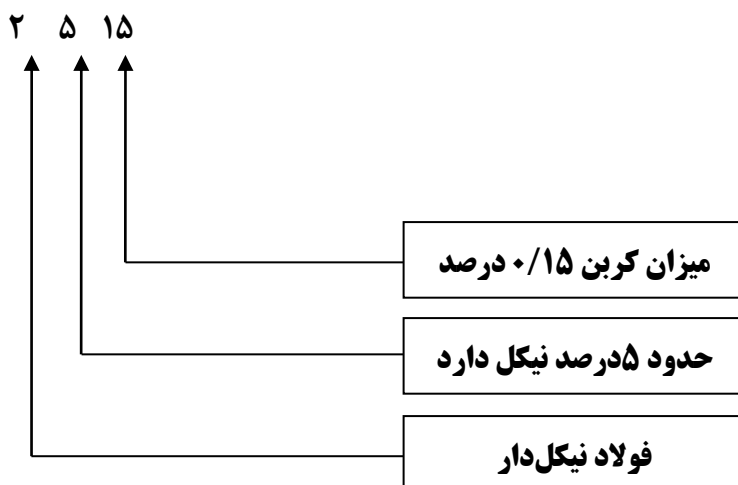 ۲ ۵ ۱۵
میزان کربن ۰/۱۵ درصد
حدود ۵درصد نیکل دارد
فولاد نیکل‌دار